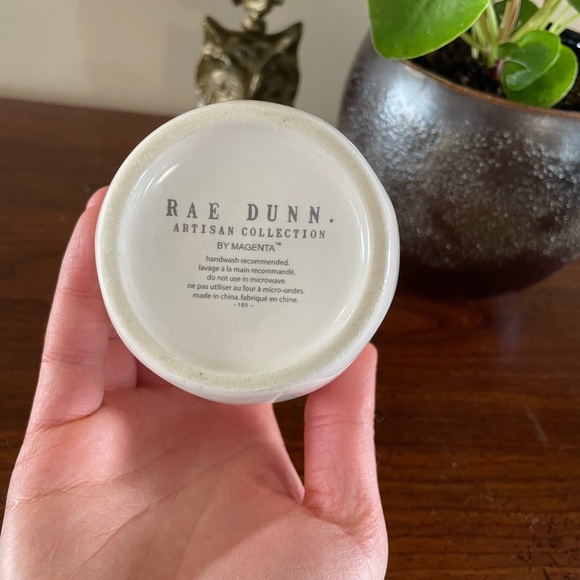 RAE DUNN.
ARTISAN COLLECTION
BY MAGENTA™
handwash recommended.
lavage à la main recommandé.
do not use in microwave.
ne pas utiliser au four à micro-ondes.
made in china. fabriqué en chine.
– 185 –